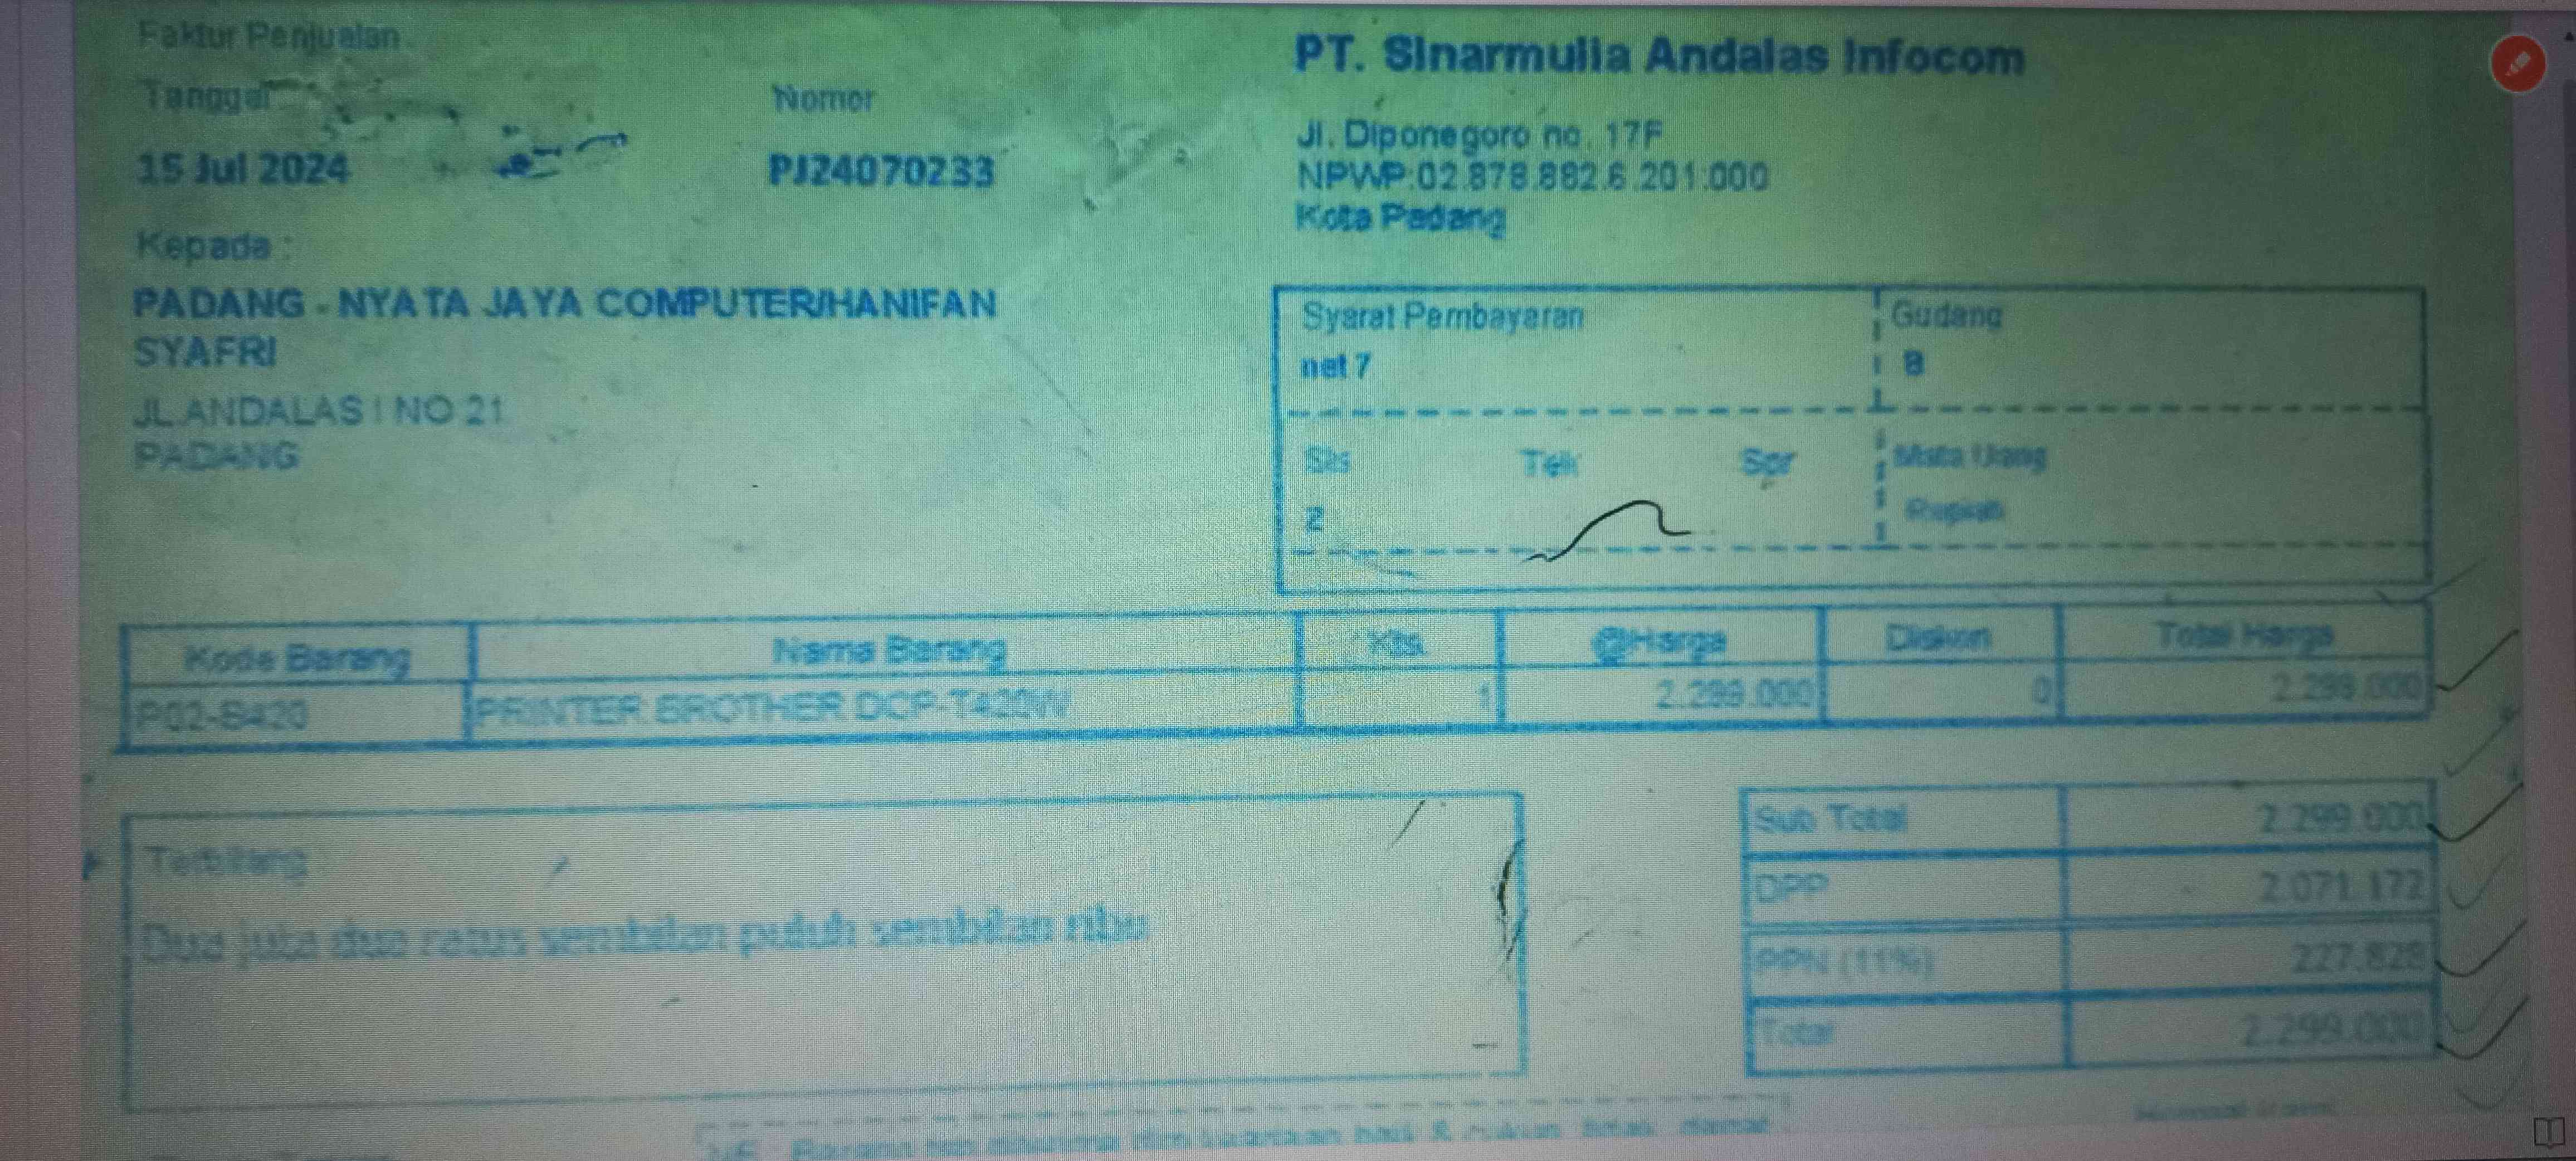 Faktur Penjualan
Tanggal
Nomor
15 Jul 2024
PJ24070233
PT. Sinarmulia Andalas Infocom
Jl. Diponegoro no. 17F
NPWP:02.878.882.6.201.000
Kota Padang
Kepada :
PADANG - NYATA JAYA COMPUTER/HANIFAN
SYAFRI
JL.ANDALAS I NO 21
PADANG
Syarat Pembayaran
Gudang
net 7
B
Sls
Tek
Spr
Mata Uang
2
Rupiah
Kode Barang
Nama Barang
Kts.
@Harga
Diskon
Total Harga
P02-B420
PRINTER BROTHER DCP-T420W
1
2.299.000
0
2.299.000
Terbilang
Dua juta dua ratus sembilan puluh sembilan ribu
Sub Total
2.299.000
DPP
2.071.172
PPN (11%)
227.828
Total
2.299.000